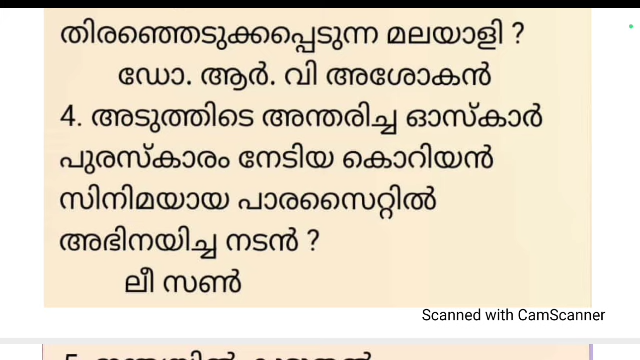 തിരഞ്ഞെടുക്കപ്പെടുന്ന മലയാളി ?
ഡോ. ആർ. വി അശോകൻ
4. അടുത്തിടെ അന്തരിച്ച ഓസ്കാർ
പുരസ്കാരം നേടിയ കൊറിയൻ
സിനിമയായ പാരസൈറ്റിൽ
അഭിനയിച്ച നടൻ ?
ലീ സൺ
Scanned with CamScanner